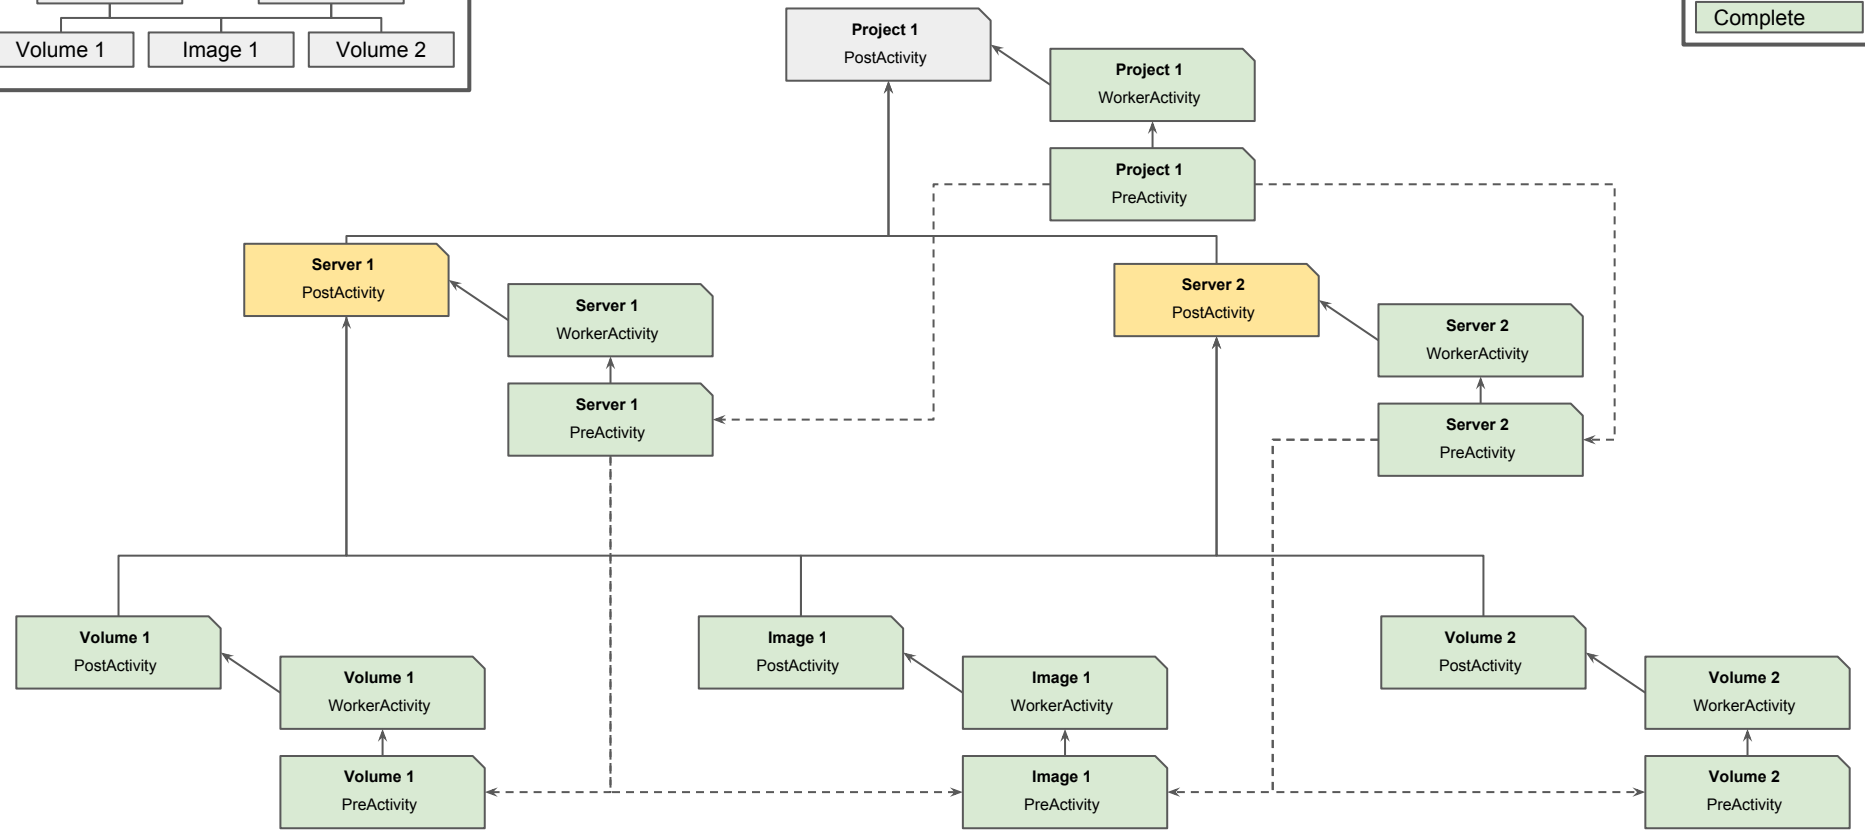 Complete
Volume 1
Image 1
Volume 2
Project 1
PostActivity
Project 1
WorkerActivity
Project 1
PreActivity
Server 1
PostActivity
Server 1
WorkerActivity
Server 1
PreActivity
Server 2
PostActivity
Server 2
WorkerActivity
Server 2
PreActivity
Volume 1
PostActivity
Volume 1
WorkerActivity
Volume 1
PreActivity
Image 1
PostActivity
Image 1
WorkerActivity
Image 1
PreActivity
Volume 2
PostActivity
Volume 2
WorkerActivity
Volume 2
PreActivity